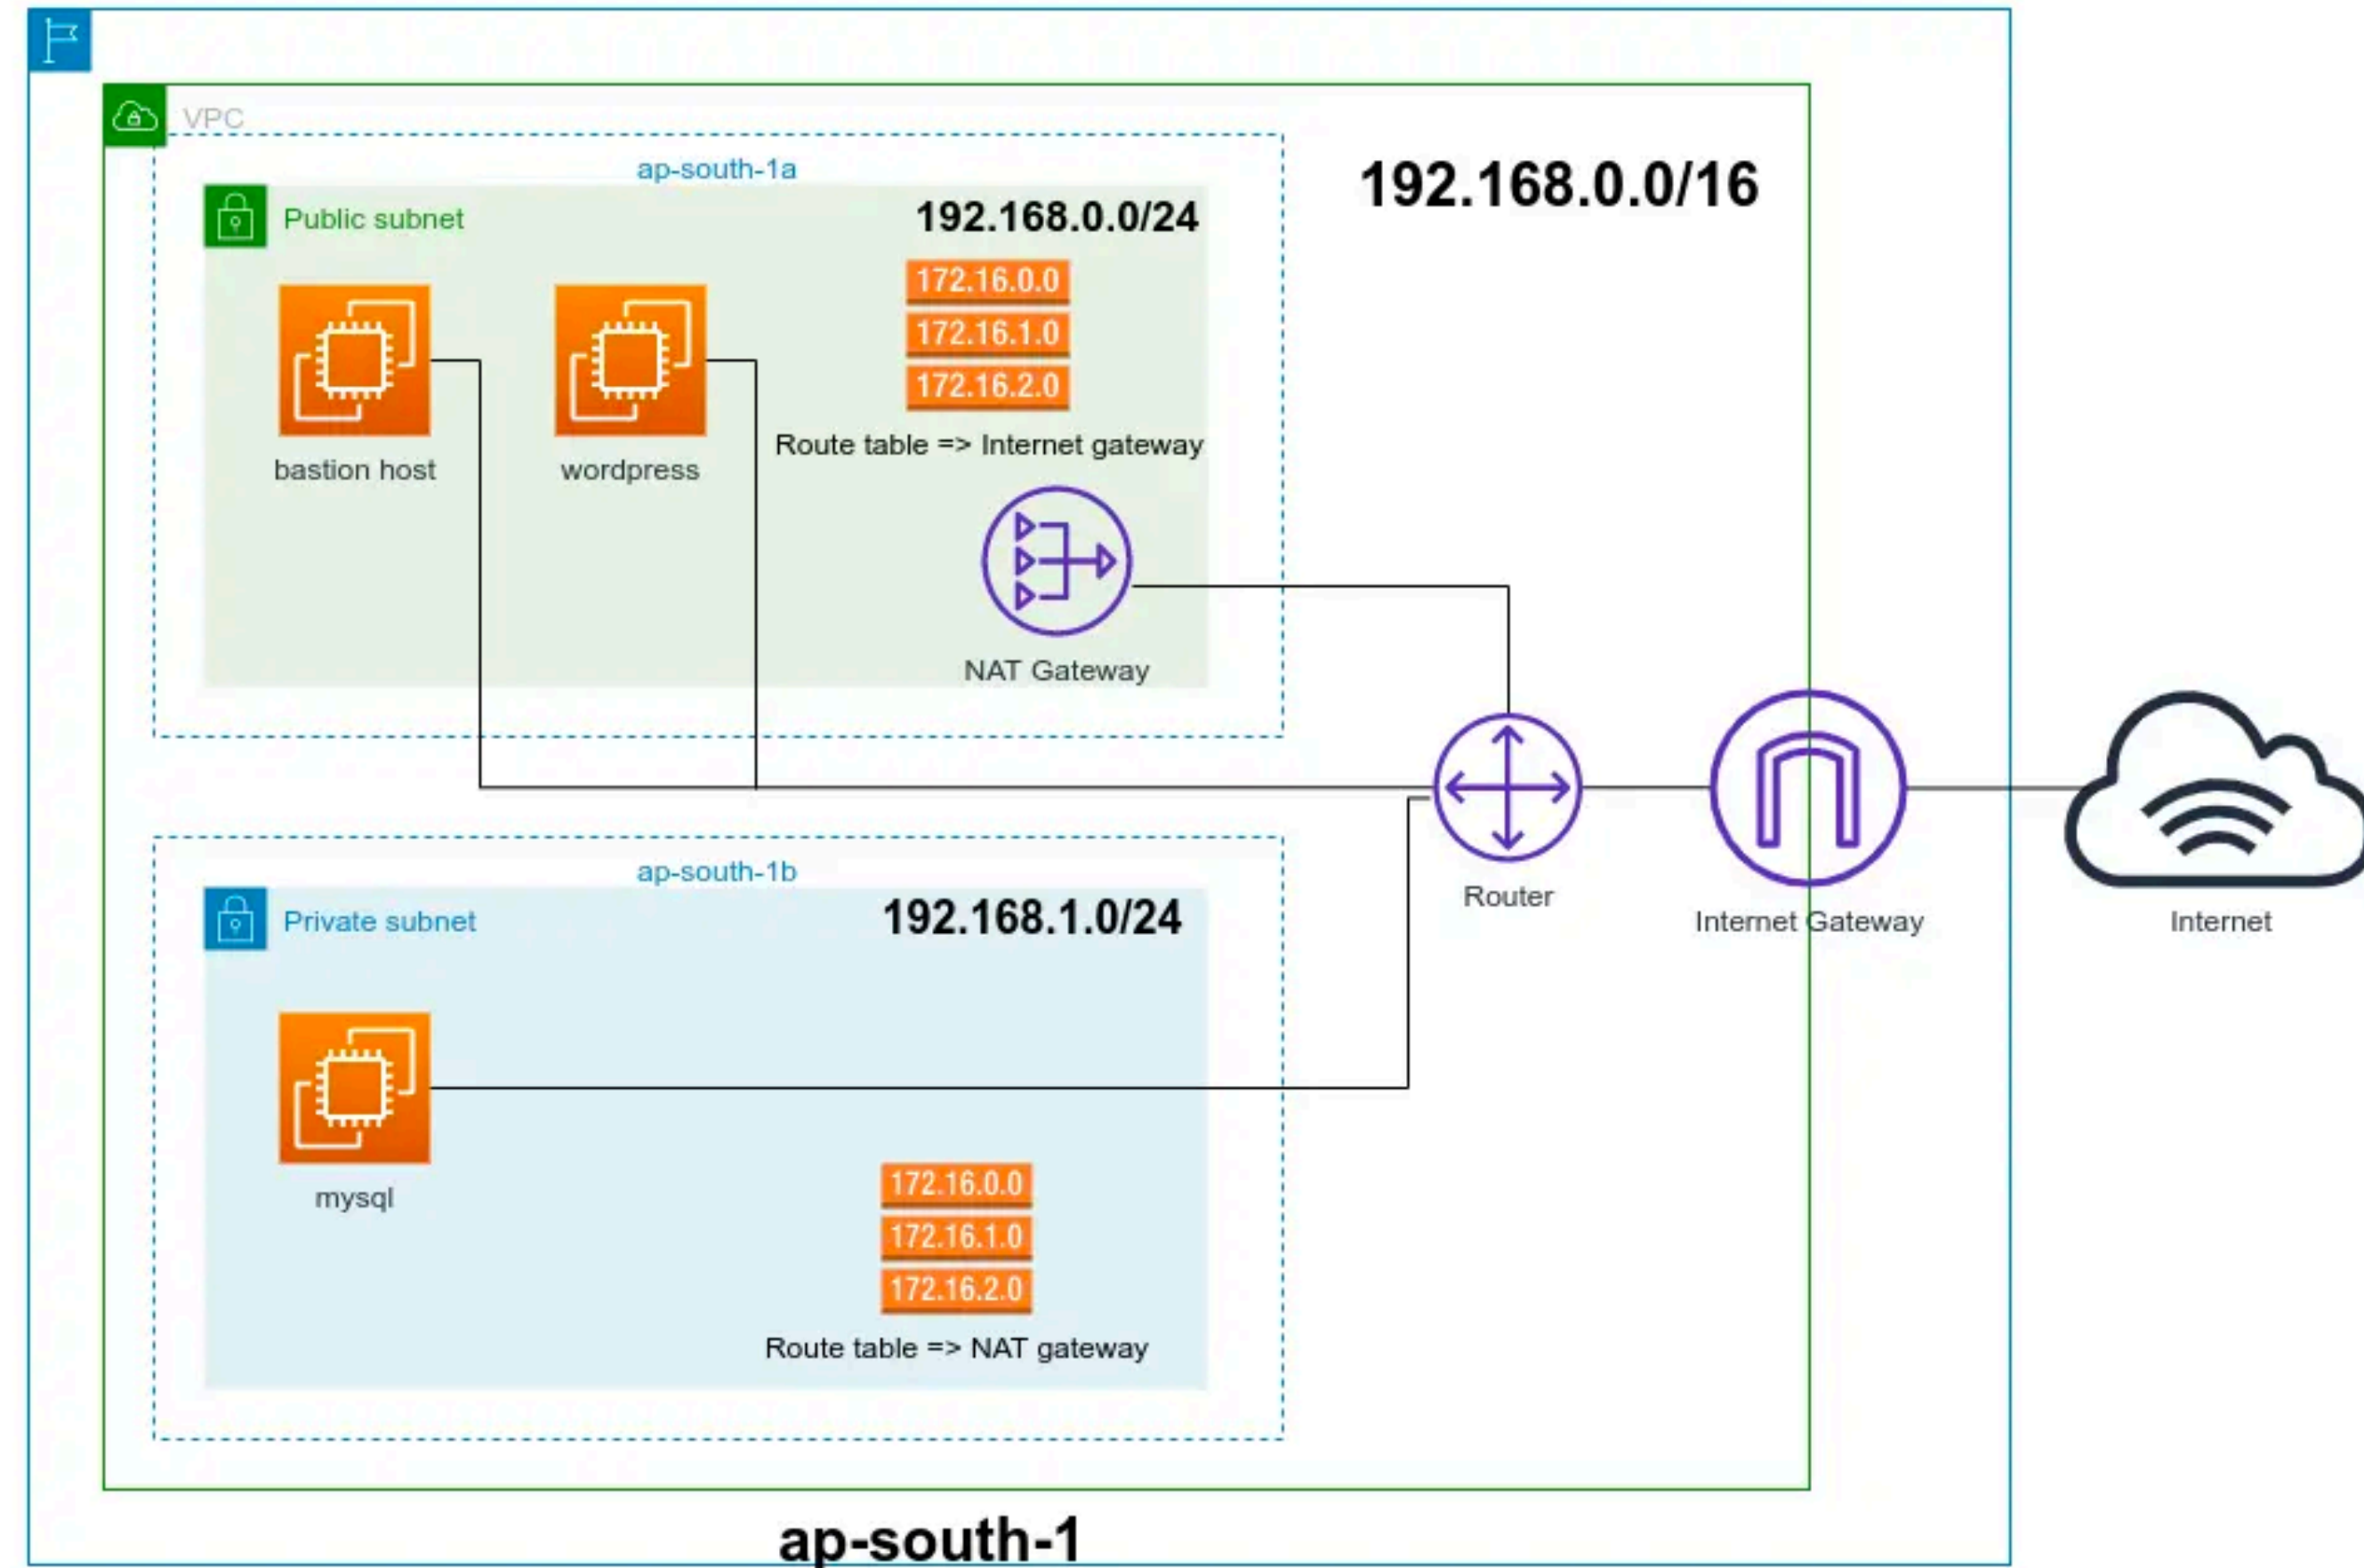 VPC
ap-south-1a
192.168.0.0/16
Public subnet
192.168.0.0/24
172.16.0.0
172.16.1.0
172.16.2.0
Route table => Internet gateway
bastion host
wordpress
NAT Gateway
Router
Internet Gateway
Internet
ap-south-1b
Private subnet
192.168.1.0/24
mysql
172.16.0.0
172.16.1.0
172.16.2.0
Route table => NAT gateway
ap-south-1